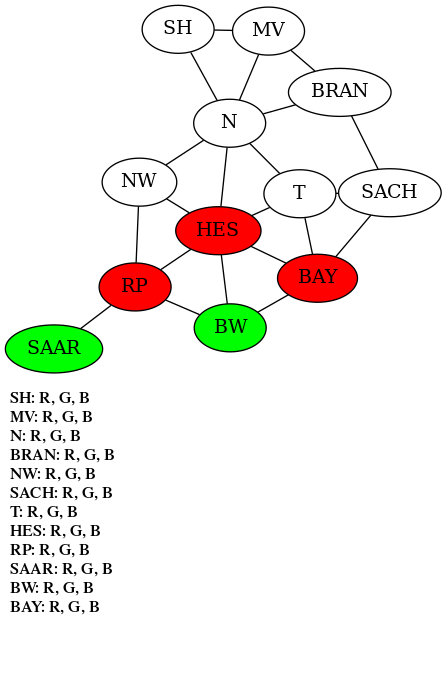 SH MV
BRAN
N
NW T SACH
HES
RP BAY
SAAR BW
SH: R, G, B
MV: R, G, B
N: R, G, B
BRAN: R, G, B
NW: R, G, B
SACH: R, G, B
T: R, G, B
HES: R, G, B
RP: R, G, B
SAAR: R, G, B
BW: R, G, B
BAY: R, G, B